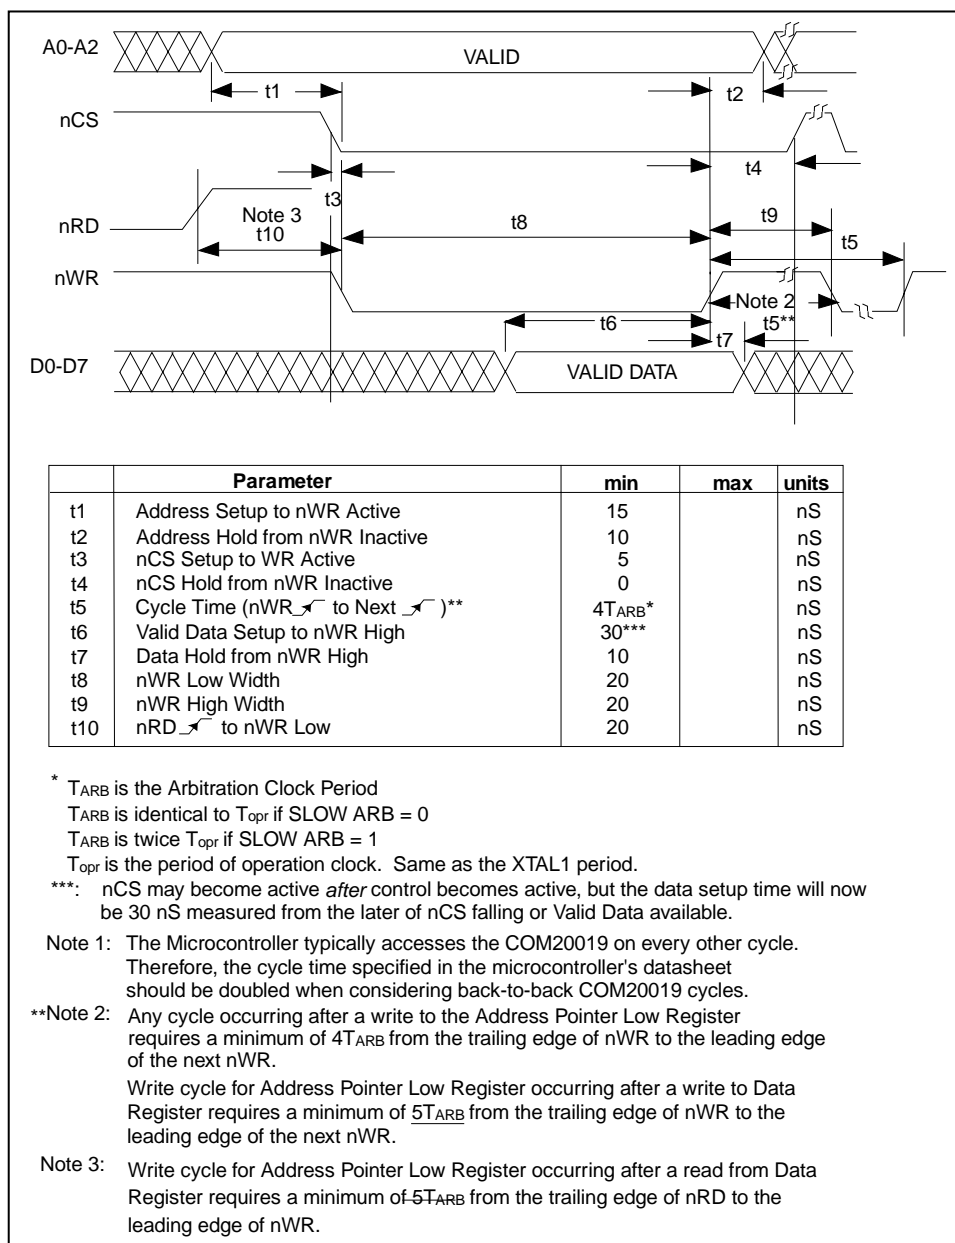 A0-A2
VALID
t1
t2
nCS
t4
t3
nRD
Note 3
t10
t8
t9
t5
nWR
Note 2
t5**
t6
t7
D0-D7
VALID DATA
Parameter min max units
t1 Address Setup to nWR Active 15 nS
t2 Address Hold from nWR Inactive 10 nS
t3 nCS Setup to WR Active 5 nS
t4 nCS Hold from nWR Inactive 0 nS
t5 Cycle Time (nWR to Next )** 4TARB* nS
t6 Valid Data Setup to nWR High 30*** nS
t7 Data Hold from nWR High 10 nS
t8 nWR Low Width 20 nS
t9 nWR High Width 20 nS
t10 nRD to nWR Low 20 nS
* TARB is the Arbitration Clock Period
TARB is identical to Topr if SLOW ARB = 0
TARB is twice Topr if SLOW ARB = 1
Topr is the period of operation clock. Same as the XTAL1 period.
***: nCS may become active after control becomes active, but the data setup time will now
be 30 nS measured from the later of nCS falling or Valid Data available.
Note 1: The Microcontroller typically accesses the COM20019 on every other cycle.
Therefore, the cycle time specified in the microcontroller's datasheet
should be doubled when considering back-to-back COM20019 cycles.
**Note 2: Any cycle occurring after a write to the Address Pointer Low Register
requires a minimum of 4TARB from the trailing edge of nWR to the leading edge
of the next nWR.
Write cycle for Address Pointer Low Register occurring after a write to Data
Register requires a minimum of 5TARB from the trailing edge of nWR to the
leading edge of the next nWR.
Note 3: Write cycle for Address Pointer Low Register occurring after a read from Data
Register requires a minimum of 5TARB from the trailing edge of nRD to the
leading edge of nWR.